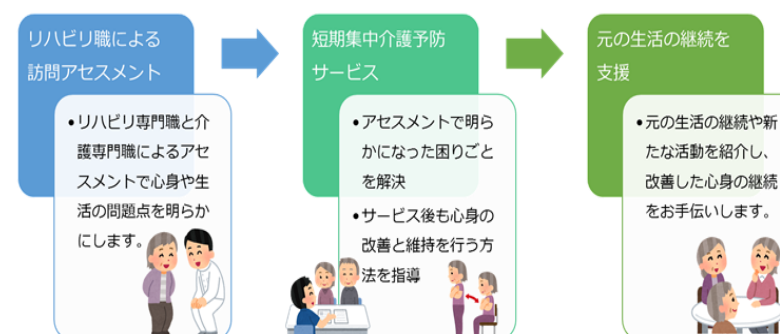 リハビリ職による
訪問アセスメント
•リハビリ専門職と介
護専門職によるアセ
スメントで心身や生
活の問題点を明らか
にします。
短期集中介護予防
サービス
•アセスメントで明ら
かになった困りごと
を解決
•サービス後も心身の
改善と維持を行う方
法を指導
元の生活の継続を
支援
•元の生活の継続や新
たな活動を紹介し、
改善した心身の継続
をお手伝いします。